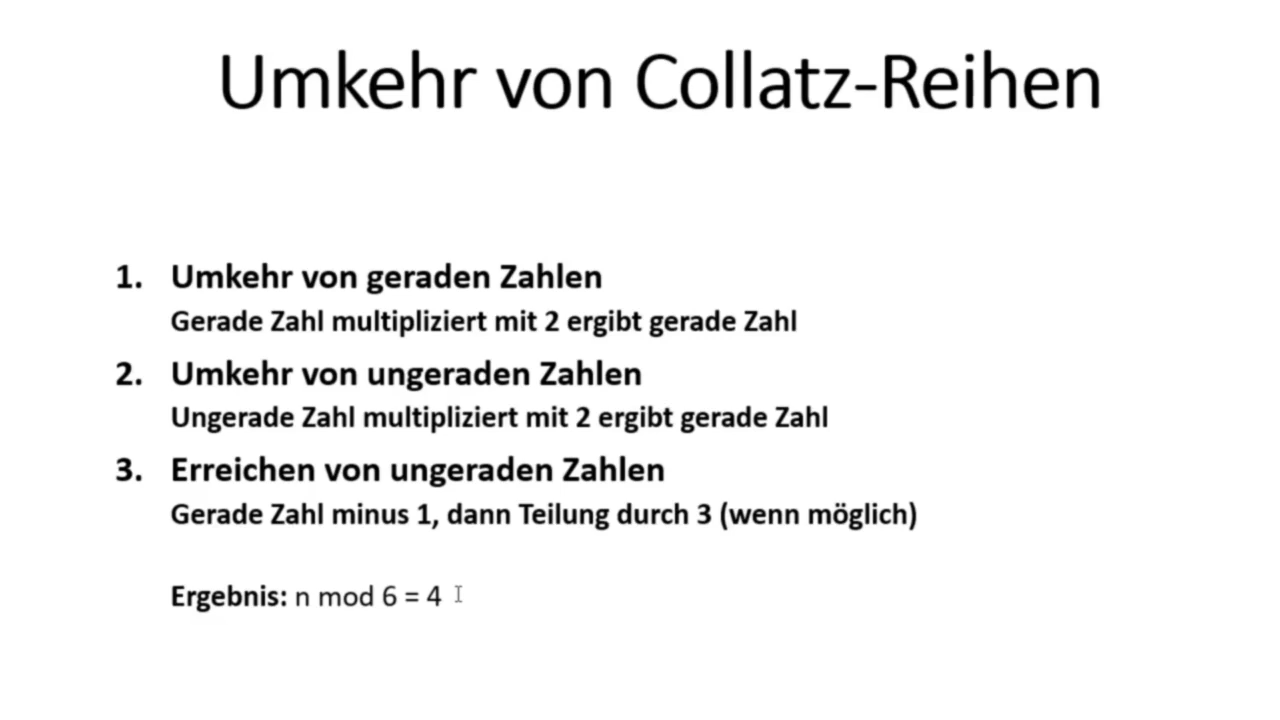 Umkehr von Collatz-Reihen
1. Umkehr von geraden Zahlen
Gerade Zahl multipliziert mit 2 ergibt gerade Zahl
2. Umkehr von ungeraden Zahlen
Ungerade Zahl multipliziert mit 2 ergibt gerade Zahl
3. Erreichen von ungeraden Zahlen
Gerade Zahl minus 1, dann Teilung durch 3 (wenn möglich)
Ergebnis: n mod 6 = 4